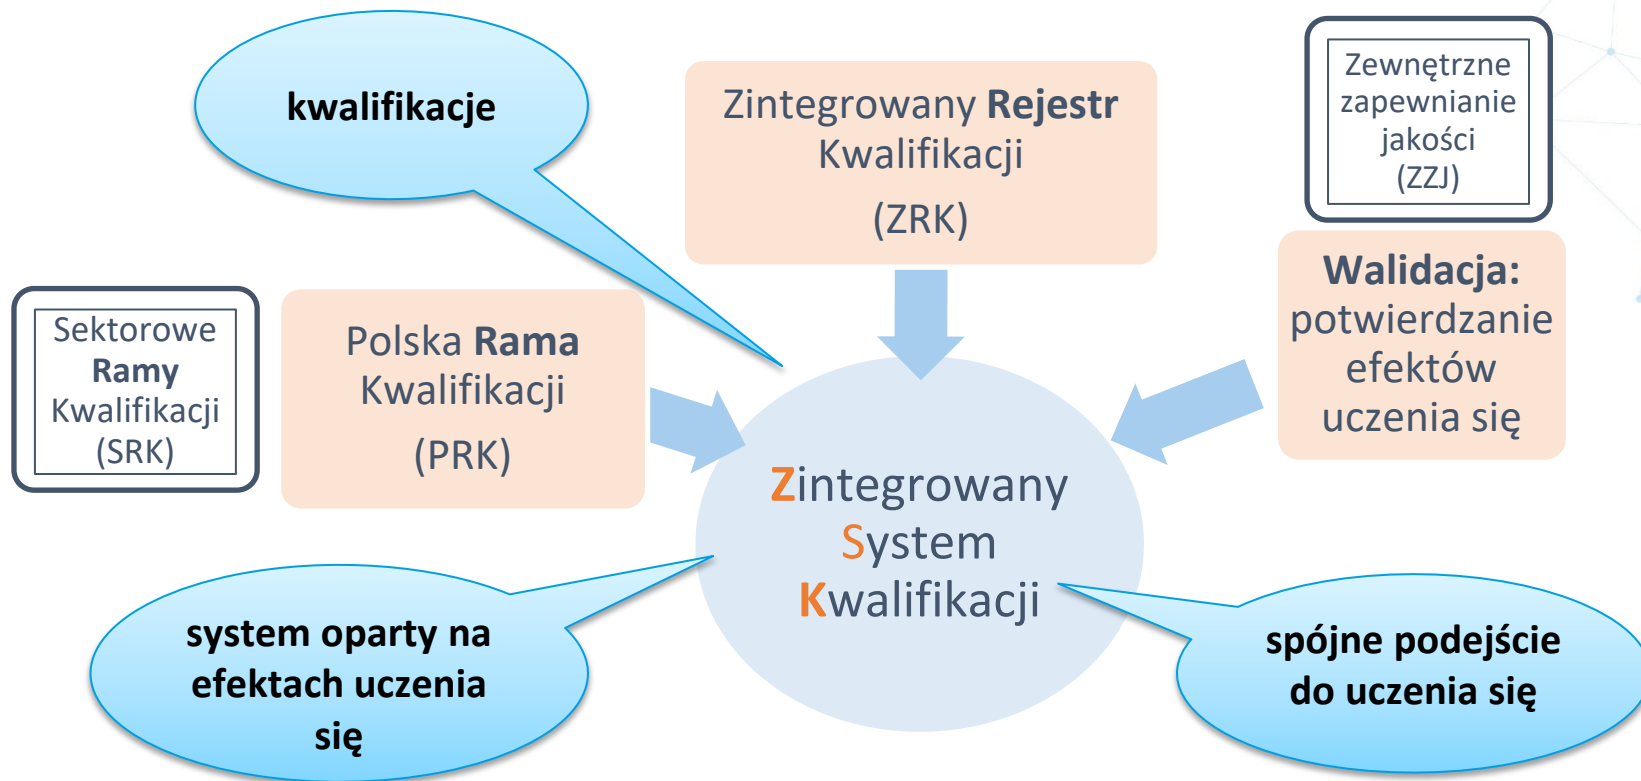 kwalifikacje
Zintegrowany Rejestr
Kwalifikacji
(ZRK)
Zewnętrzne
zapewnianie
jakości
(ZZJ)
Sektorowe
Ramy
Kwalifikacji
(SRK)
Polska Rama
Kwalifikacji
(PRK)
Walidacja:
potwierdzanie
efektów
uczenia się
Zintegrowany
System
Kwalifikacji
system oparty na
efektach uczenia
się
spójne podejście
do uczenia się